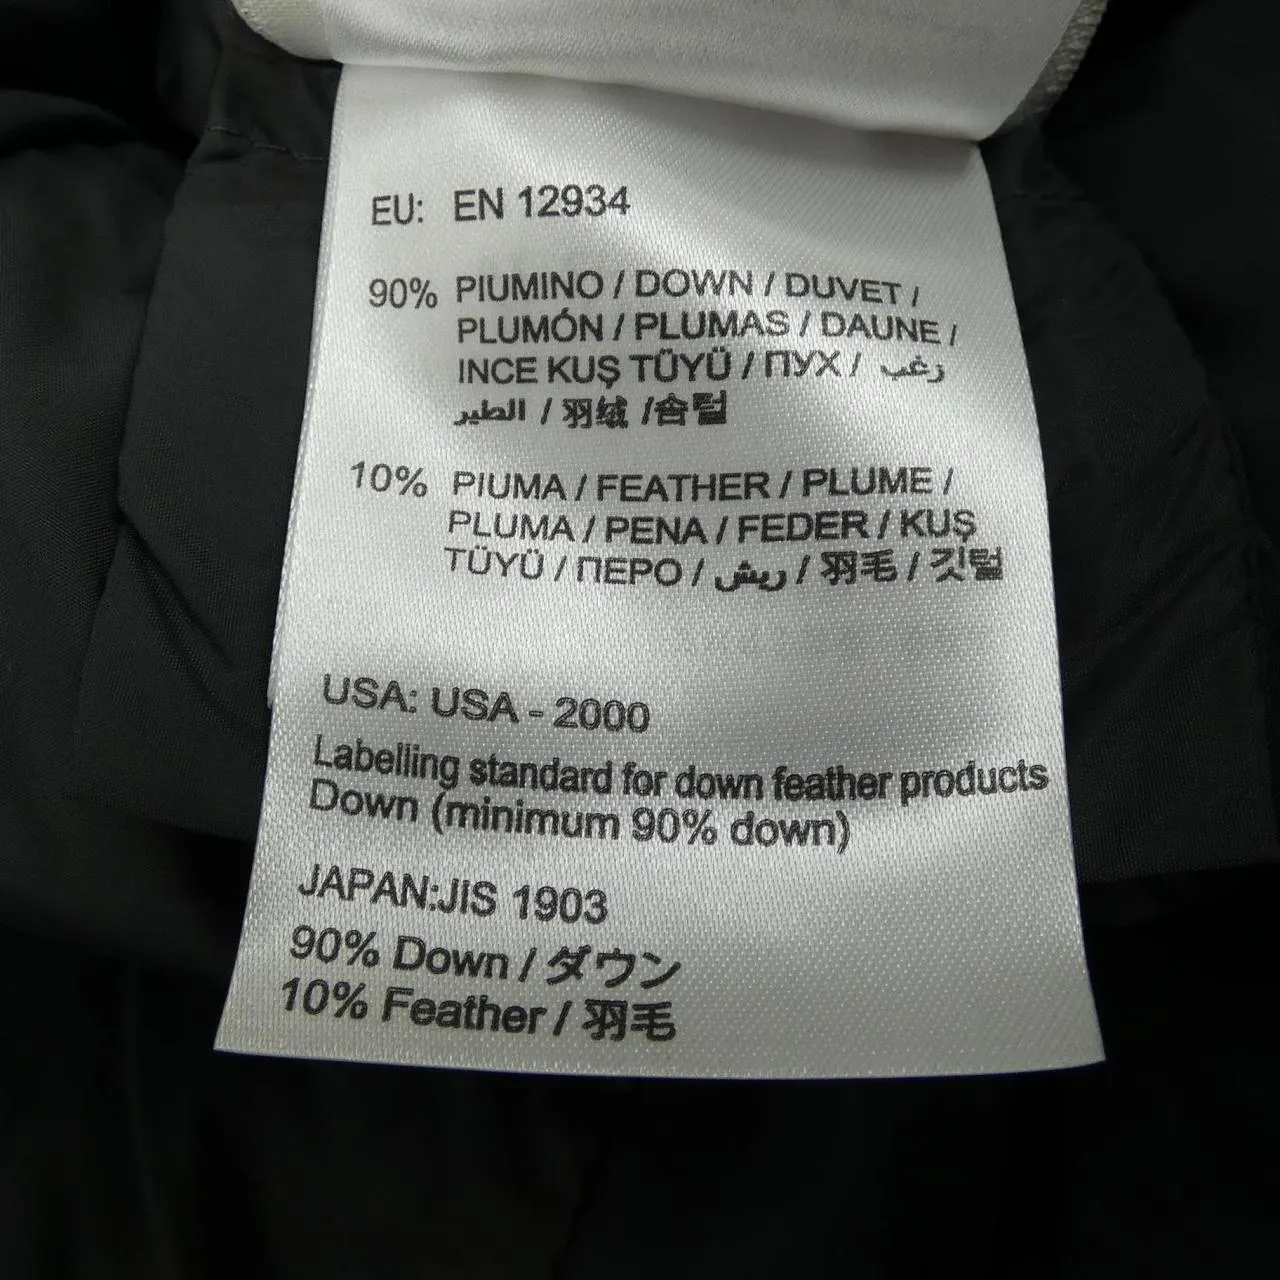 EU: EN 12934
90% PIUMINO / DOWN / DUVET /
PLUMÓN / PLUMAS / DAUNE /
INCE KUŞ TÜYÜ / ПУХ / زغب
الطير / 羽绒 /솜털
10% PIUMA / FEATHER / PLUME /
PLUMA / PENA / FEDER / KUŞ
TÜYÜ / ПЕРО / ريش / 羽毛 / 깃털
USA: USA - 2000
Labelling standard for down feather products
Down (minimum 90% down)
JAPAN:JIS 1903
90% Down / ダウン
10% Feather / 羽毛